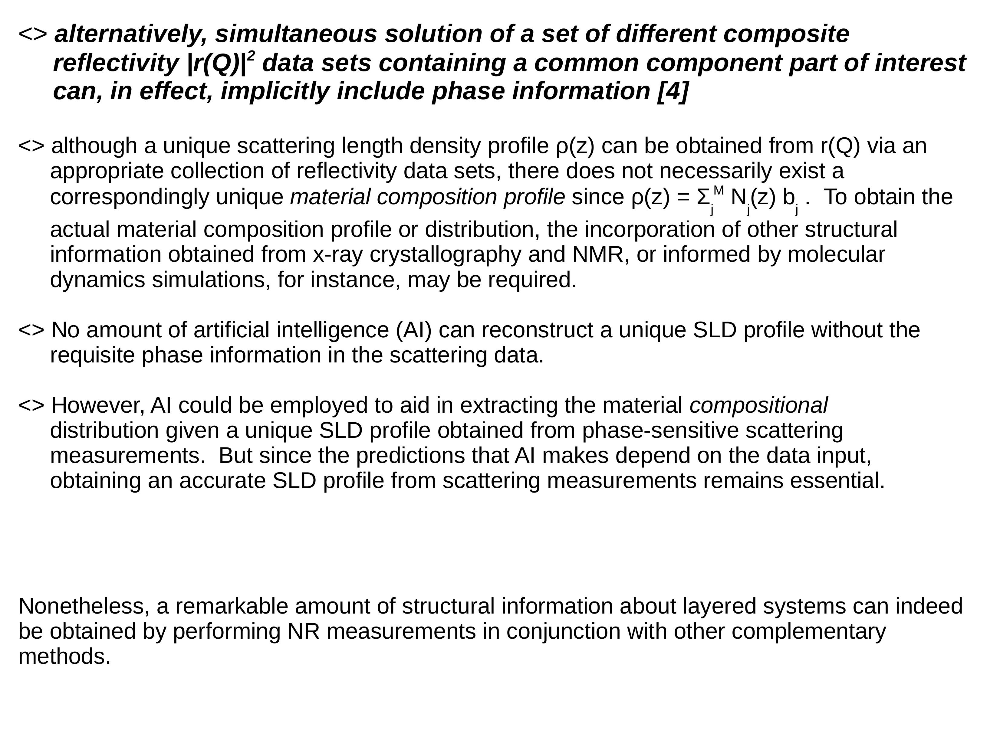 <> alternatively, simultaneous solution of a set of different composite
reflectivity |r(Q)|² data sets containing a common component part of interest
can, in effect, implicitly include phase information [4]
<> although a unique scattering length density profile ρ(z) can be obtained from r(Q) via an
appropriate collection of reflectivity data sets, there does not necessarily exist a
correspondingly unique material composition profile since ρ(z) = Σⱼᴹ Nⱼ(z) bⱼ .  To obtain the
actual material composition profile or distribution, the incorporation of other structural
information obtained from x-ray crystallography and NMR, or informed by molecular
dynamics simulations, for instance, may be required.
<> No amount of artificial intelligence (AI) can reconstruct a unique SLD profile without the
requisite phase information in the scattering data.
<> However, AI could be employed to aid in extracting the material compositional
distribution given a unique SLD profile obtained from phase-sensitive scattering
measurements.  But since the predictions that AI makes depend on the data input,
obtaining an accurate SLD profile from scattering measurements remains essential.
Nonetheless, a remarkable amount of structural information about layered systems can indeed
be obtained by performing NR measurements in conjunction with other complementary
methods.